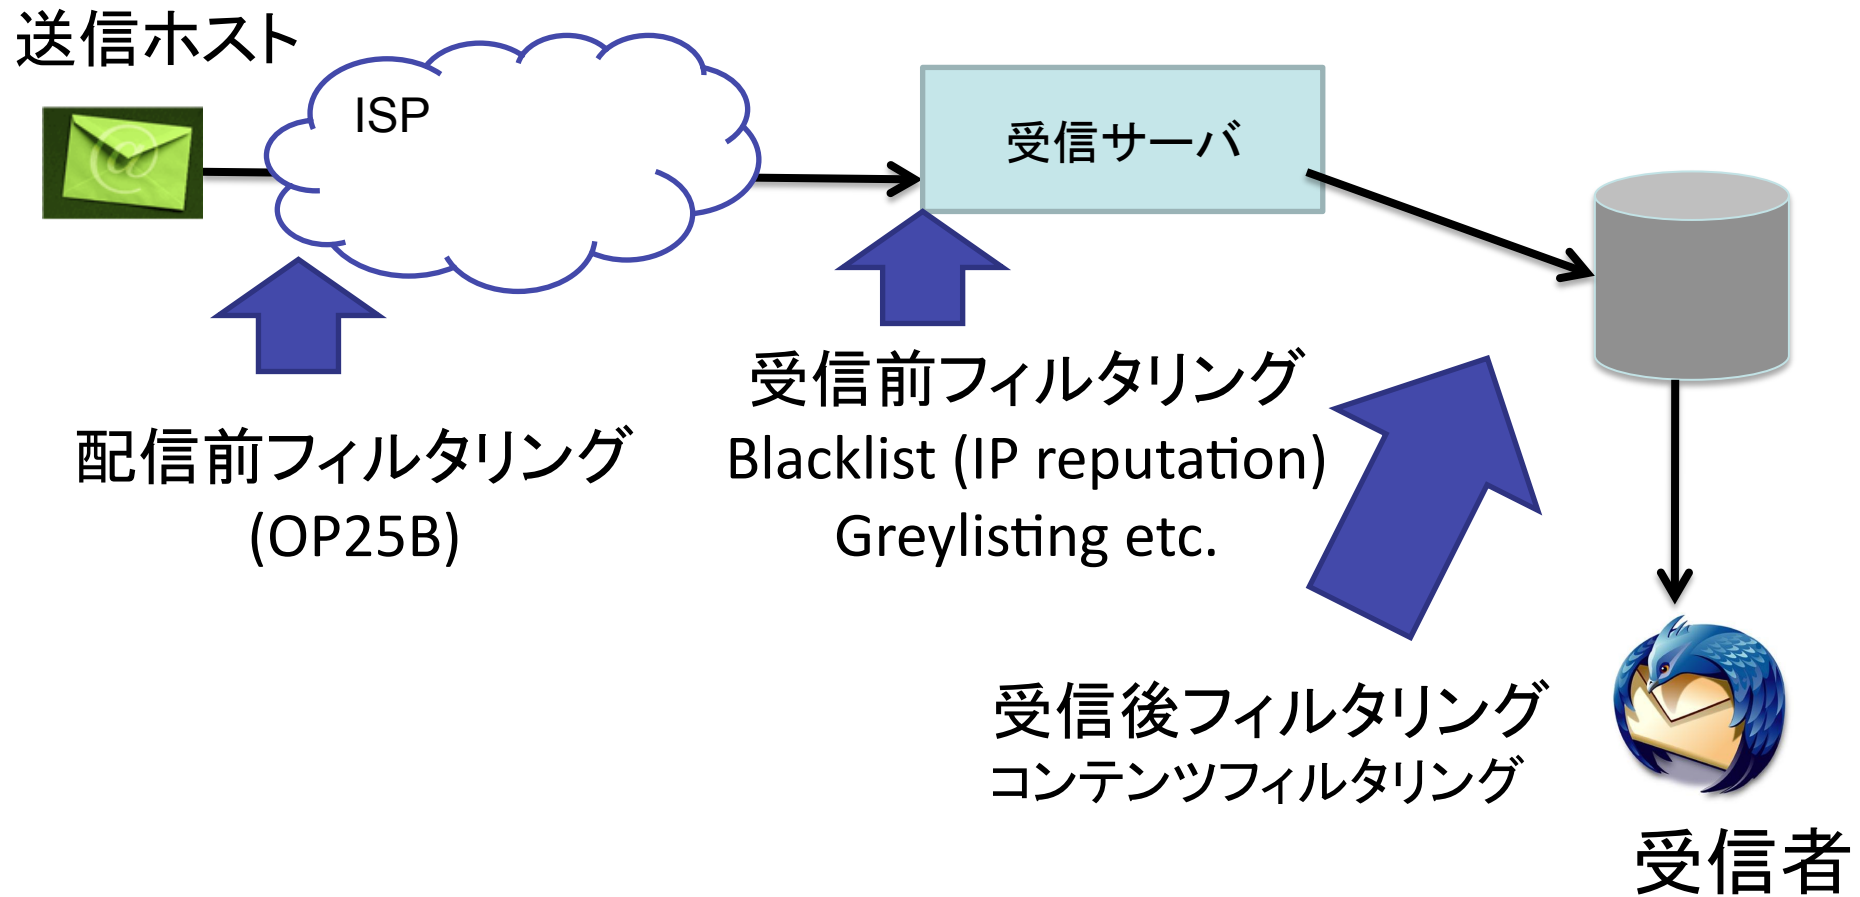 送信ホスト
ISP
受信サーバ
配信前フィルタリング
(OP25B)
受信前フィルタリング
Blacklist (IP reputation)
Greylisting etc.
受信後フィルタリング
コンテンツフィルタリング
受信者